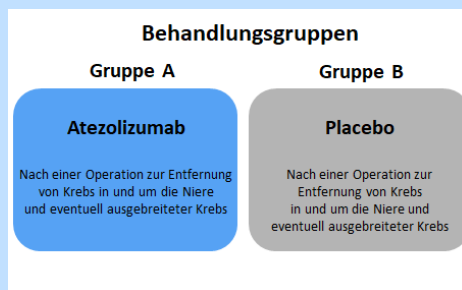 Behandlungsgruppen
Gruppe A
Atezolizumab
Nach einer Operation zur Entfernung
von Krebs in und um die Niere
und eventuell ausgebreiteter Krebs
Gruppe B
Placebo
Nach einer Operation zur
Entfernung von Krebs
in und um die Niere und
eventuell ausgebreiteter Krebs